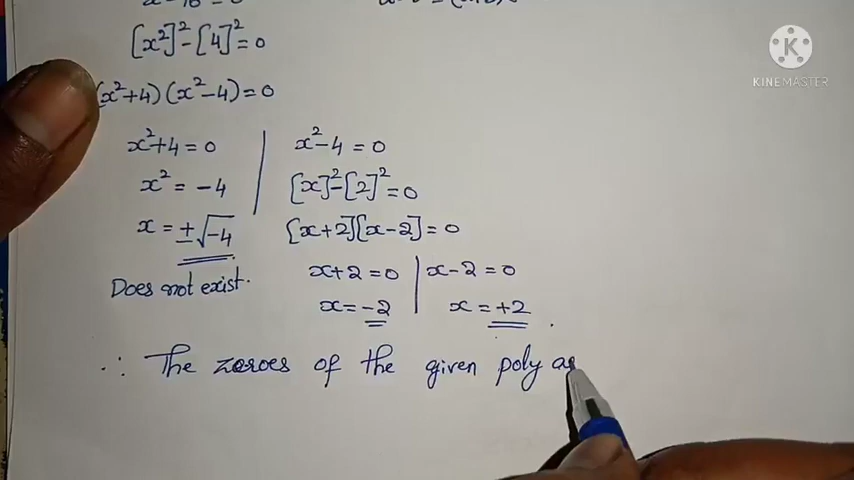 [x²]² - [4]² = 0
(x²+4)(x²-4) = 0
x²+4 = 0
x² = -4
x = ±√-4
Does not exist.
x²-4 = 0
[x]²-[2]² = 0
[x+2][x-2] = 0
x+2 = 0
x = -2
x-2 = 0
x = +2
∴ The zeroes of the given poly
KINEMASTER